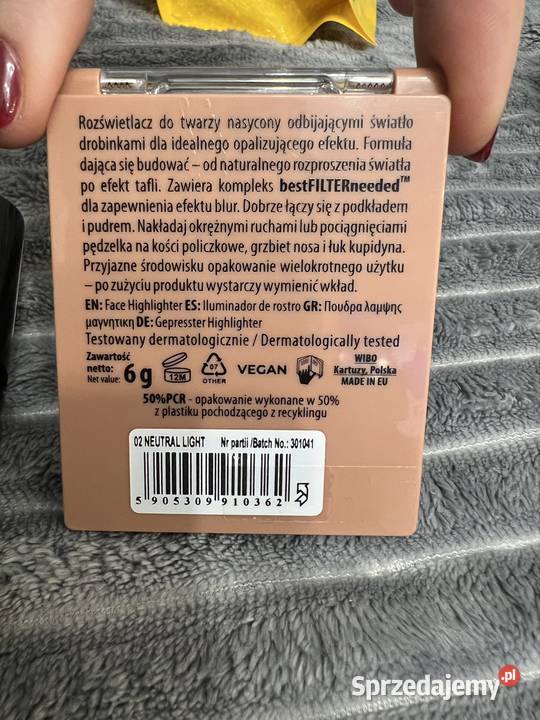 Rozświetlacz do twarzy nasycony odbijającymi światło
drobinkami dla idealnego opalizującego efektu. Formuła
dająca się budować – od naturalnego rozproszenia światła
po efekt tafli. Zawiera kompleks bestFILTERneeded™
dla zapewnienia efektu blur. Dobrze łączy się z podkładem
i pudrem. Nakładaj okrężnymi ruchami lub pociągnięciami
pędzelka na kości policzkowe, grzbiet nosa i łuk kupidyna.
Przyjazne środowisku opakowanie wielokrotnego użytku
– po zużyciu produktu wystarczy wymienić wkład.
EN: Face Highlighter ES: Iluminador de rostro GR: Πουδρα λαμψης
μαγνητικη DE: Gepresster Highlighter
Testowany dermatologicznie / Dermatologically tested
Zawartość
netto:
Net value: 6 g
12M
07
OTHER
VEGAN
WIBO
Kartuzy, Polska
MADE IN EU
50%PCR - opakowanie wykonane w 50%
z plastiku pochodzącego z recyklingu
02 NEUTRAL LIGHT Nr partii /Batch No.: 301041
5 905309 910362
Sprzedajemy.pl